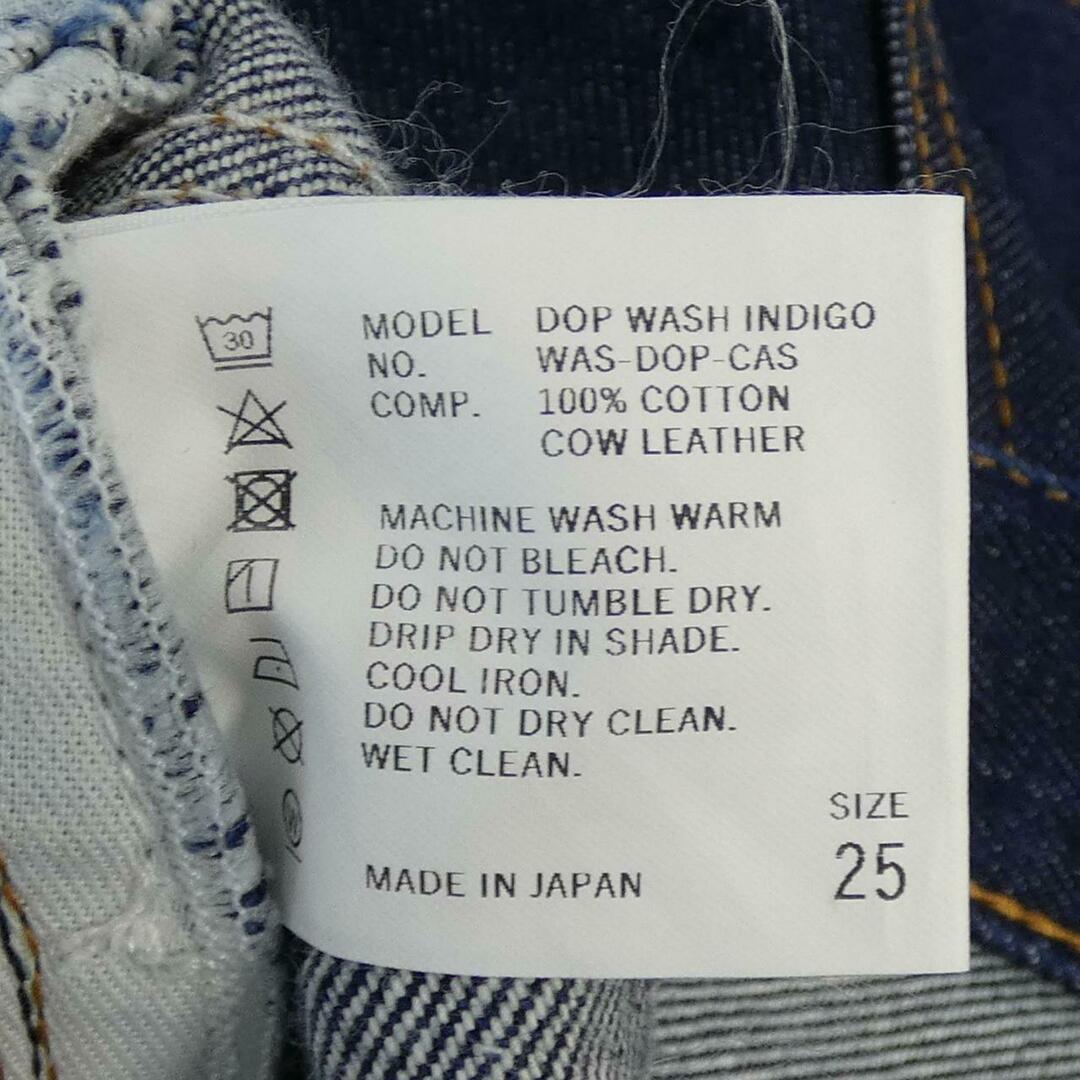 30
MODEL DOP WASH INDIGO
NO. WAS-DOP-CAS
COMP. 100% COTTON
COW LEATHER
MACHINE WASH WARM
DO NOT BLEACH.
DO NOT TUMBLE DRY.
DRIP DRY IN SHADE.
COOL IRON.
DO NOT DRY CLEAN.
WET CLEAN.
SIZE
25
MADE IN JAPAN